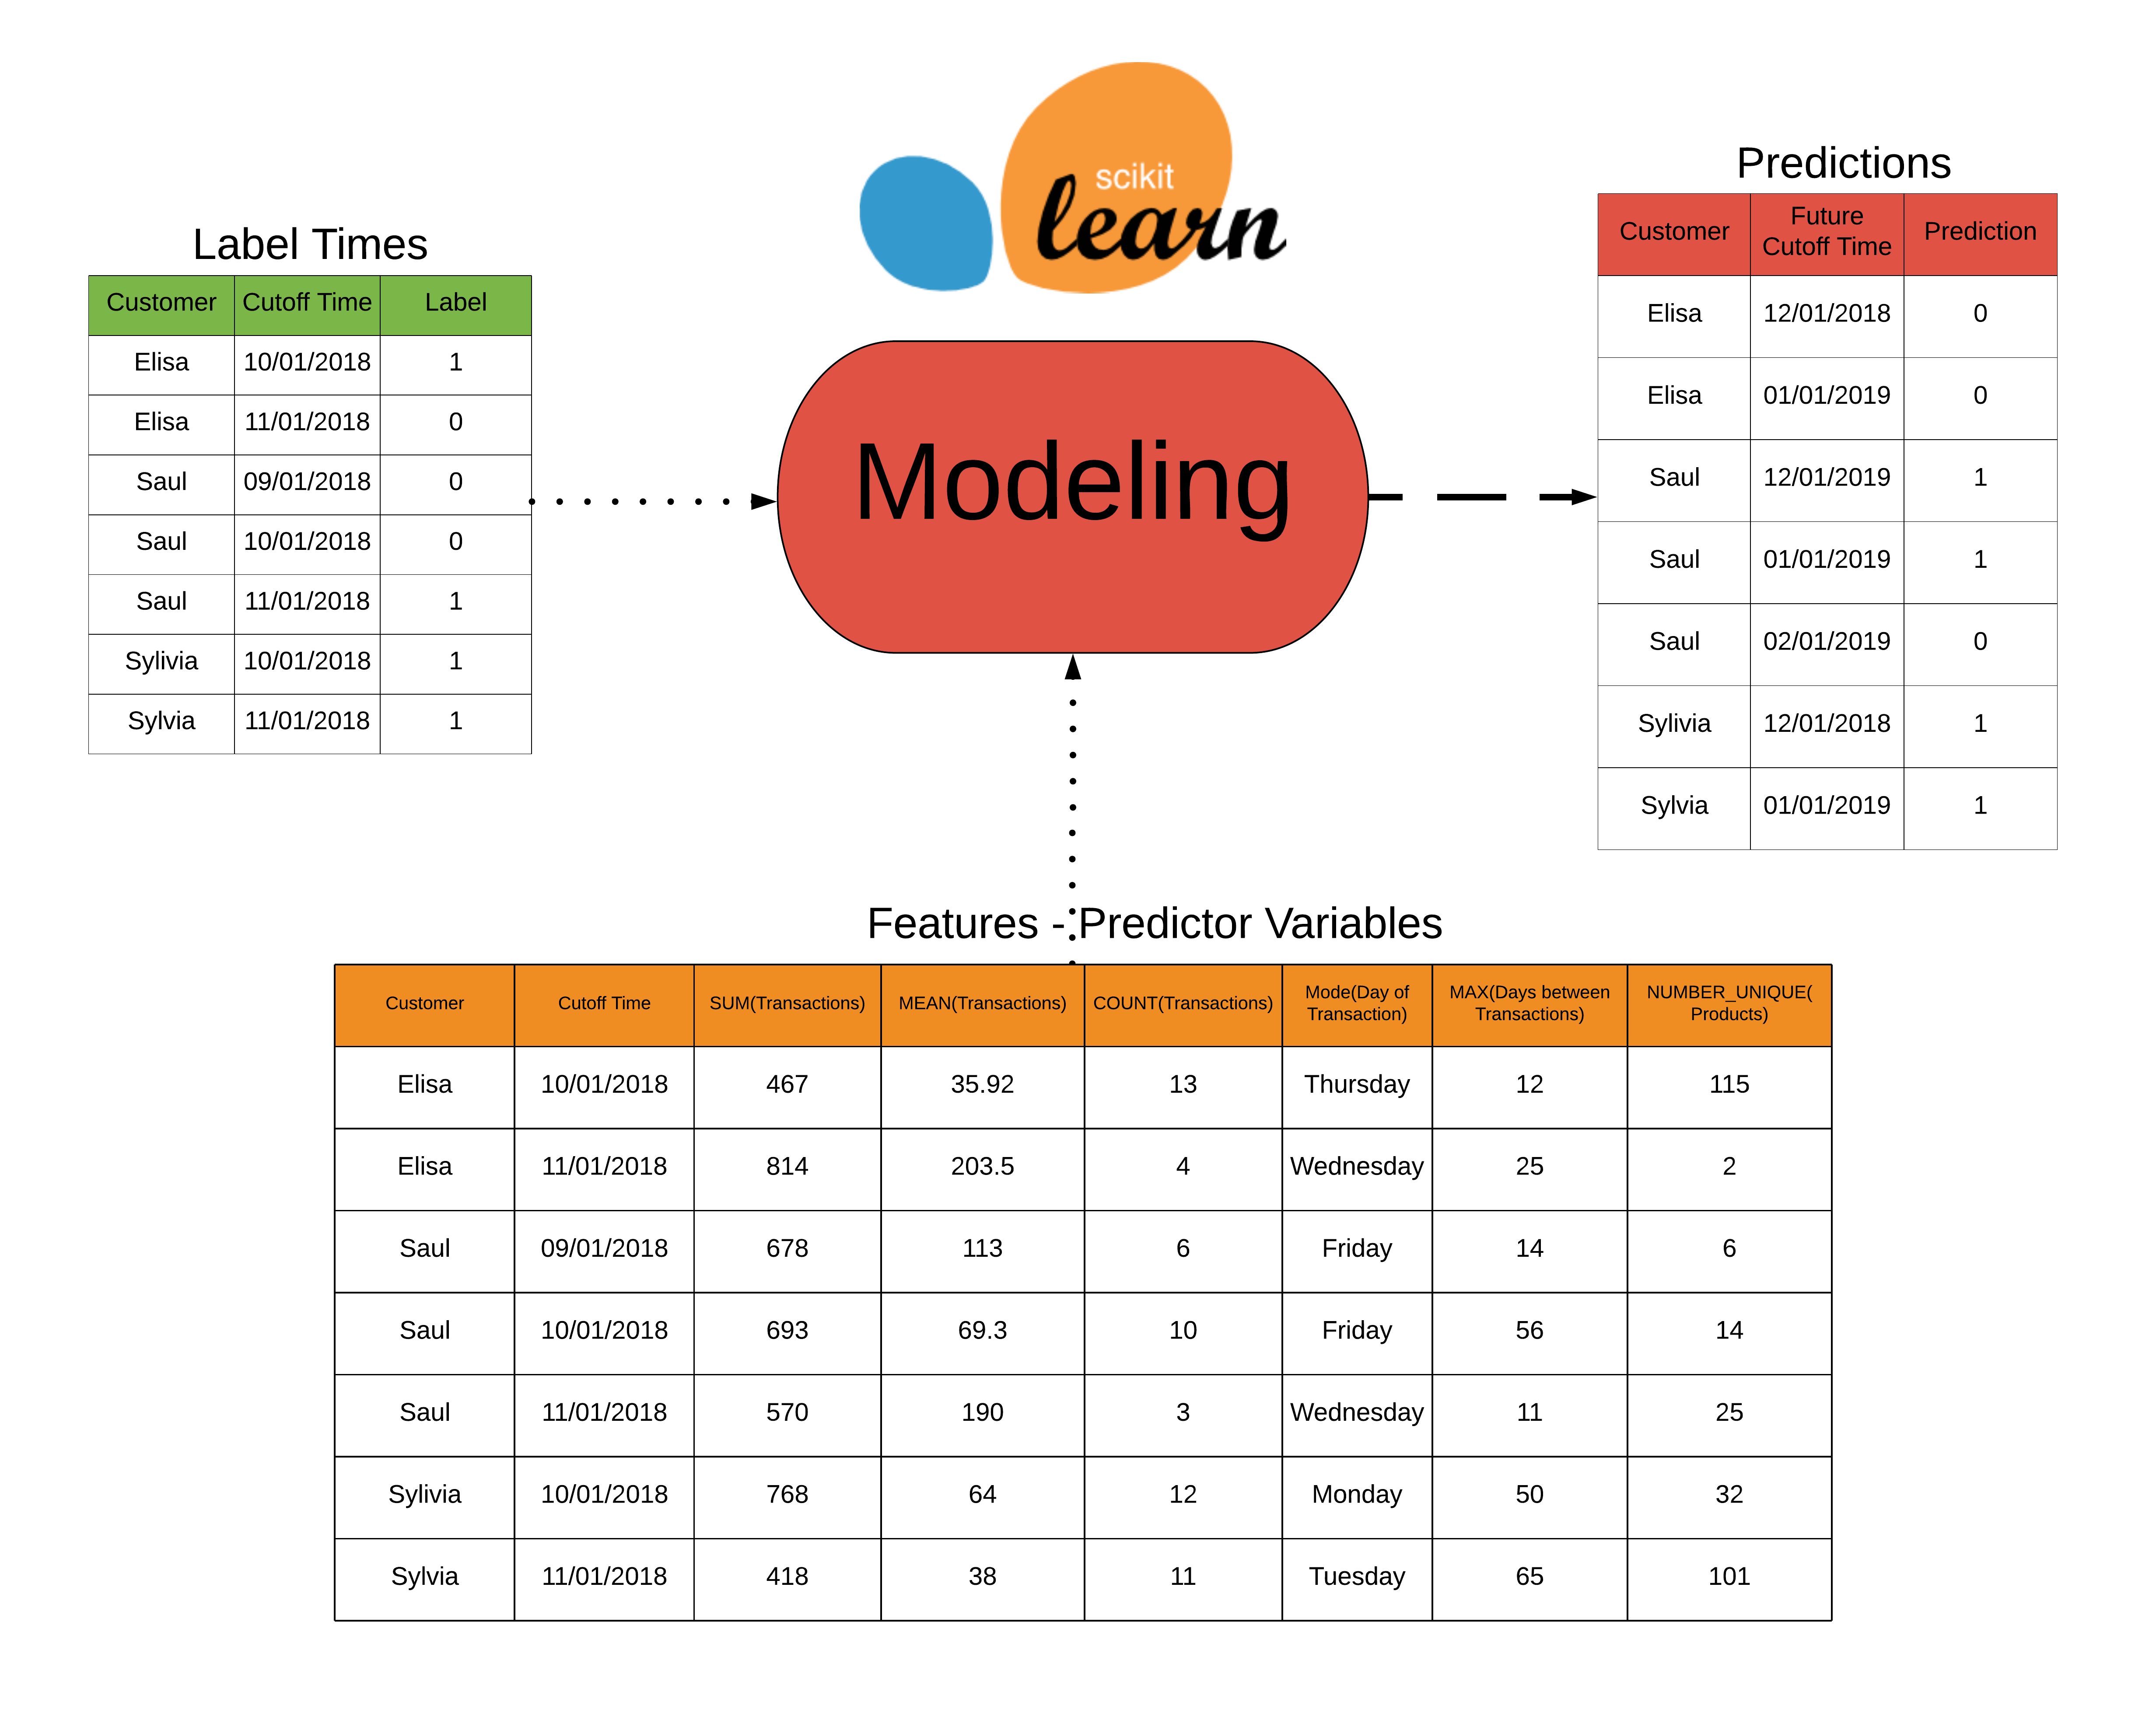 scikit
learn
Label Times
Customer Cutoff Time Label
Elisa 10/01/2018 1
Elisa 11/01/2018 0
Saul 09/01/2018 0
Saul 10/01/2018 0
Saul 11/01/2018 1
Sylivia 10/01/2018 1
Sylvia 11/01/2018 1
Modeling
Predictions
Customer Future Cutoff Time Prediction
Elisa 12/01/2018 0
Elisa 01/01/2019 0
Saul 12/01/2019 1
Saul 01/01/2019 1
Saul 02/01/2019 0
Sylivia 12/01/2018 1
Sylvia 01/01/2019 1
Features - Predictor Variables
Customer Cutoff Time SUM(Transactions) MEAN(Transactions) COUNT(Transactions) Mode(Day of Transaction) MAX(Days between Transactions) NUMBER_UNIQUE(Products)
Elisa 10/01/2018 467 35.92 13 Thursday 12 115
Elisa 11/01/2018 814 203.5 4 Wednesday 25 2
Saul 09/01/2018 678 113 6 Friday 14 6
Saul 10/01/2018 693 69.3 10 Friday 56 14
Saul 11/01/2018 570 190 3 Wednesday 11 25
Sylivia 10/01/2018 768 64 12 Monday 50 32
Sylvia 11/01/2018 418 38 11 Tuesday 65 101